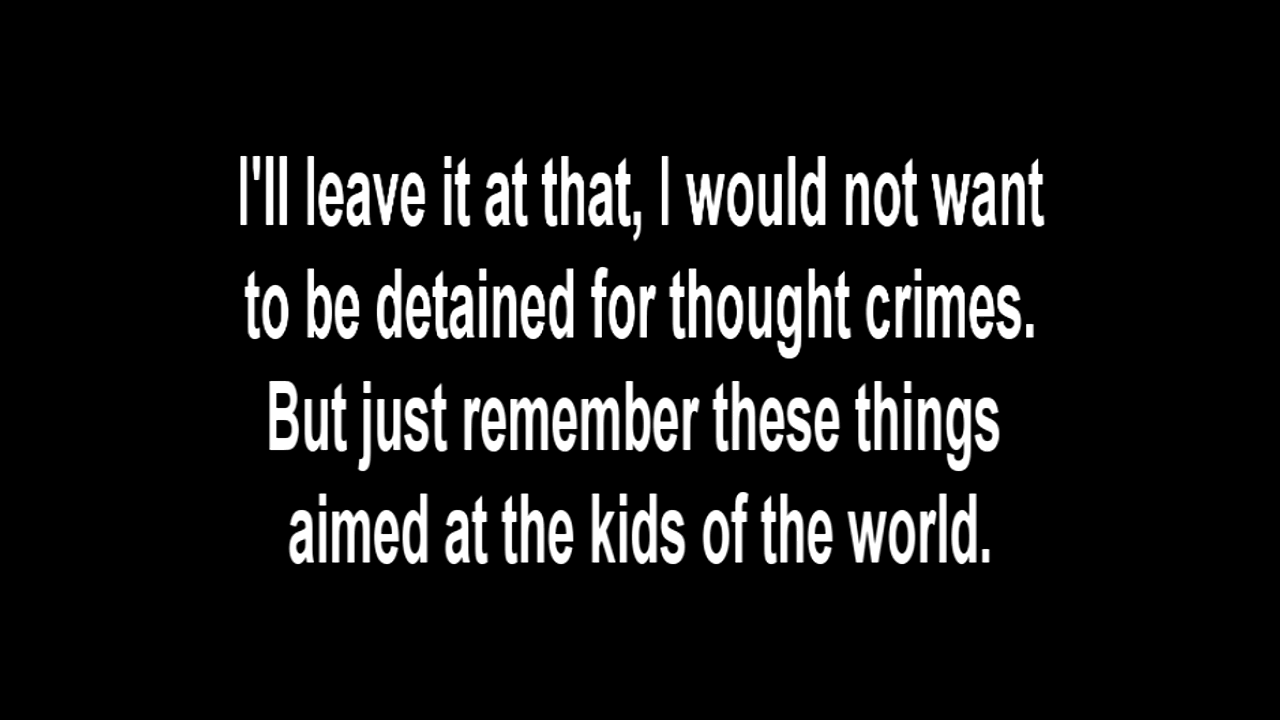 I'll leave it at that, I would not want
to be detained for thought crimes.
But just remember these things
aimed at the kids of the world.